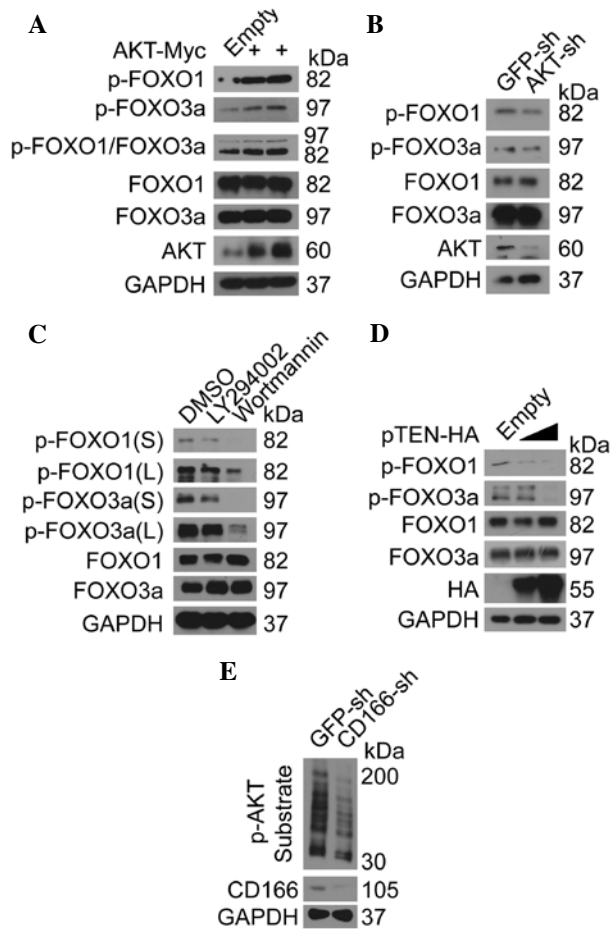 A
Empty
AKT-Myc + + kDa
p-FOXO1 82
p-FOXO3a 97
p-FOXO1/FOXO3a 97
82
FOXO1 82
FOXO3a 97
AKT 60
GAPDH 37
B
GFP-sh
AKT-sh
kDa
p-FOXO1 82
p-FOXO3a 97
FOXO1 82
FOXO3a 97
AKT 60
GAPDH 37
C
DMSO
LY294002
Wortmannin
kDa
p-FOXO1(S) 82
p-FOXO1(L) 82
p-FOXO3a(S) 97
p-FOXO3a(L) 97
FOXO1 82
FOXO3a 97
GAPDH 37
D
Empty
pTEN-HA kDa
p-FOXO1 82
p-FOXO3a 97
FOXO1 82
FOXO3a 97
HA 55
GAPDH 37
E
GFP-sh
CD166-sh
kDa
p-AKT
Substrate
200
30
CD166 105
GAPDH 37